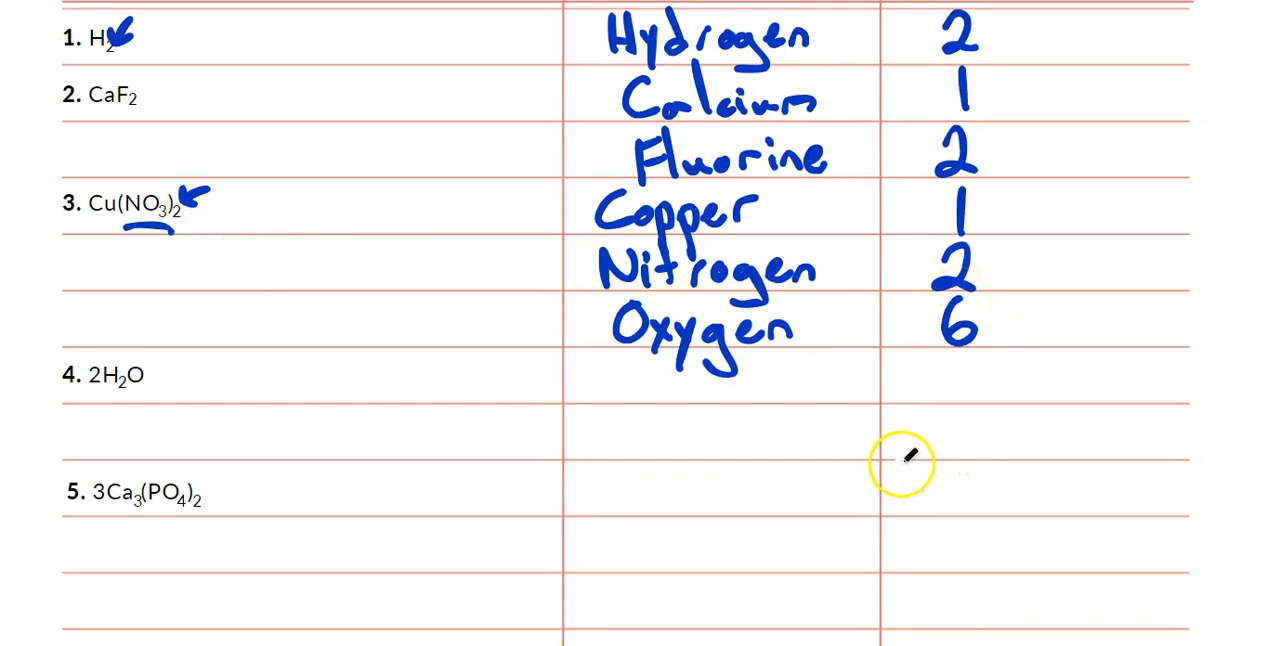 1. H₂ Hydrogen 2
2. CaF₂ Calcium 1
Fluorine 2
3. Cu(NO₃)₂ Copper 1
Nitrogen 2
Oxygen 6
4. 2H₂O
5. 3Ca₃(PO₄)₂